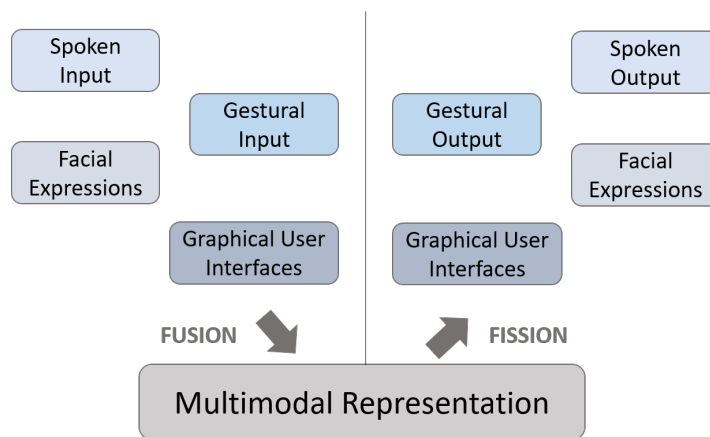 Spoken
Input
Gestural
Input
Facial
Expressions
Graphical User
Interfaces
FUSION
Spoken
Output
Gestural
Output
Facial
Expressions
Graphical User
Interfaces
FISSION
Multimodal Representation